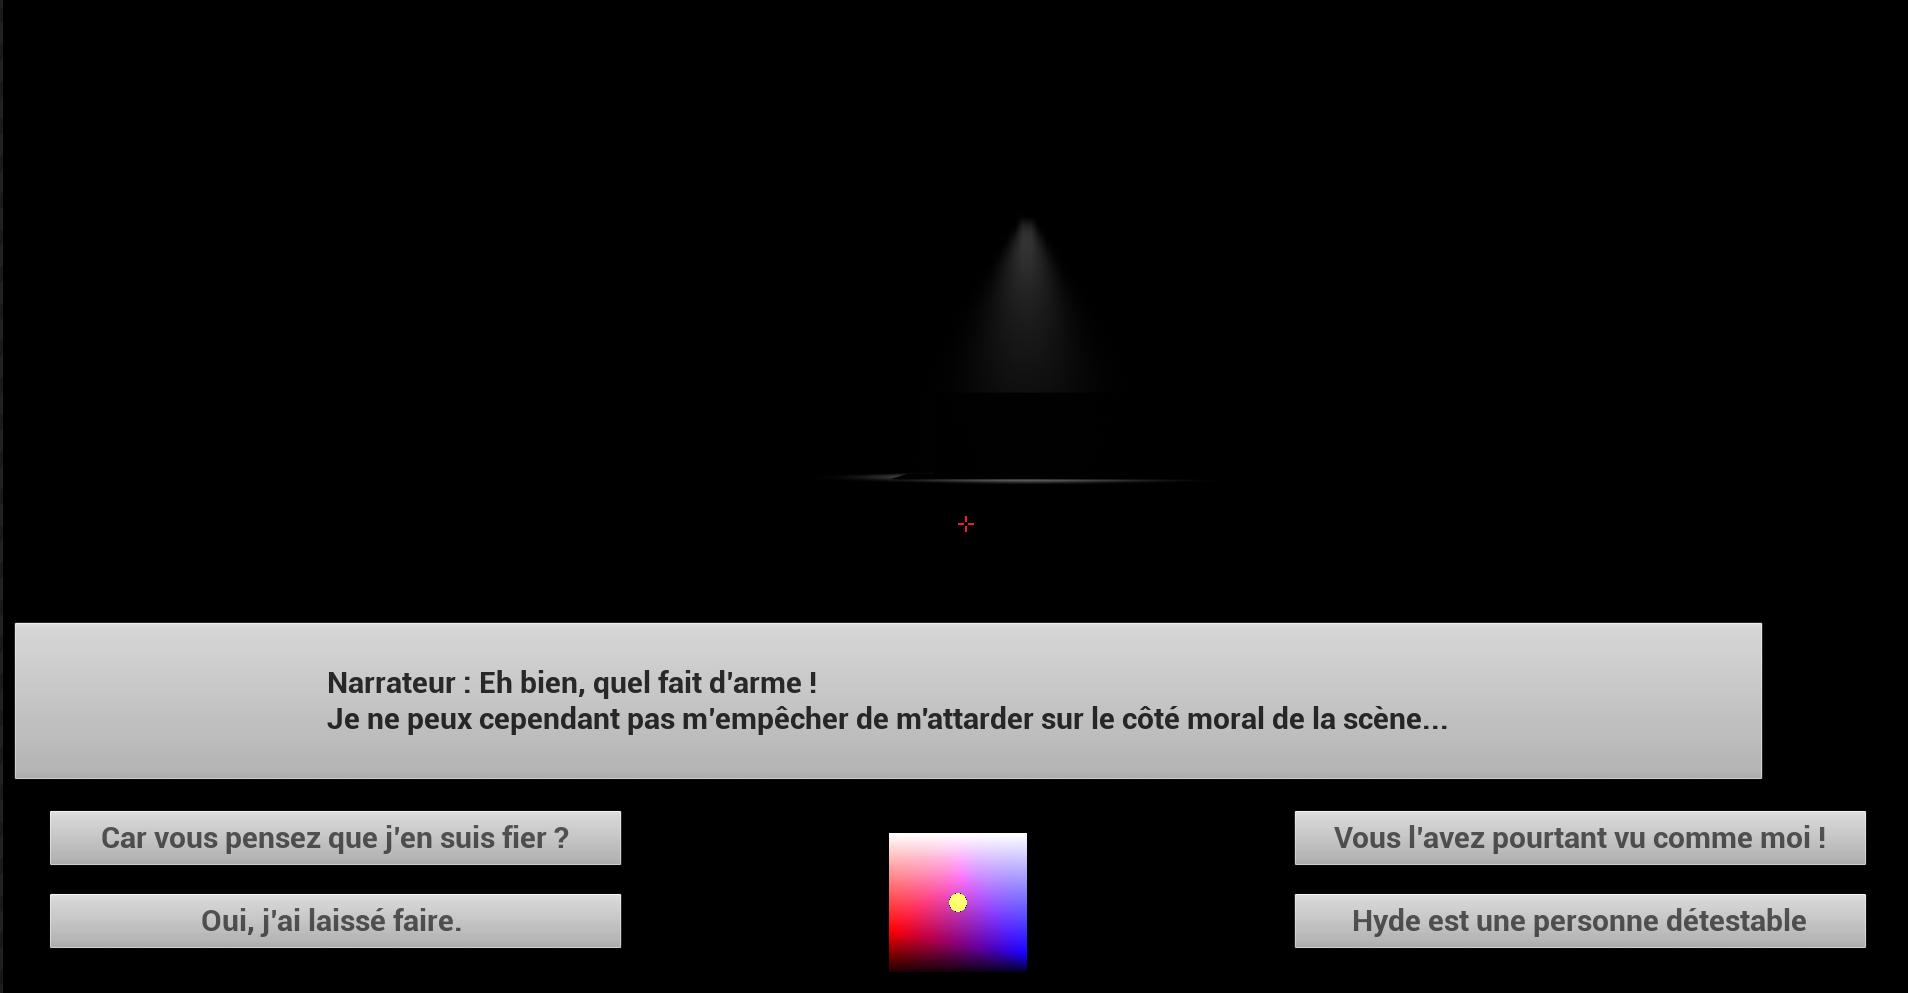 Narrateur : Eh bien, quel fait d'arme !
Je ne peux cependant pas m'empêcher de m'attarder sur le côté moral de la scène...
Car vous pensez que j'en suis fier ?
Vous l'avez pourtant vu comme moi !
Oui, j'ai laissé faire.
Hyde est une personne détestable